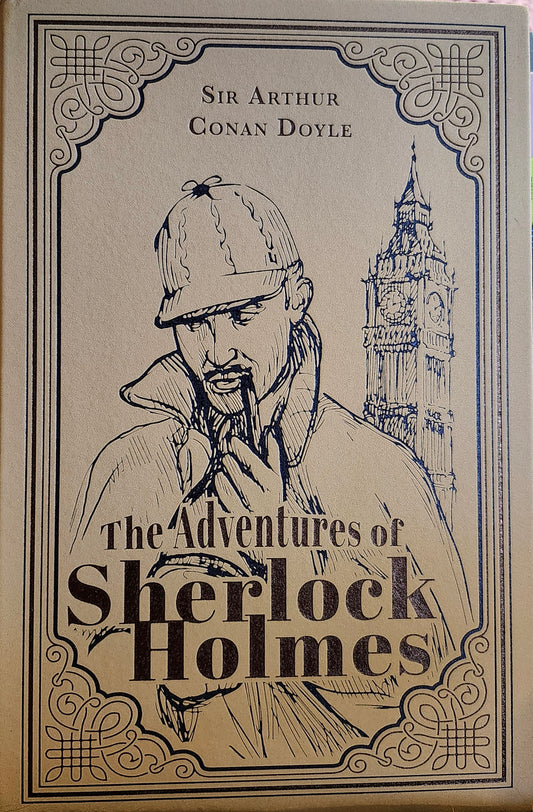 Sir Arthur
Conan Doyle
The Adventures of
Sherlock
Holmes